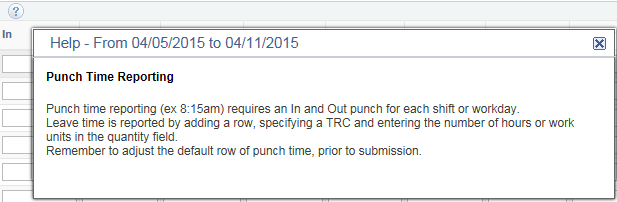 ?
In
Help - From 04/05/2015 to 04/11/2015
Punch Time Reporting
Punch time reporting (ex 8:15am) requires an In and Out punch for each shift or workday.
Leave time is reported by adding a row, specifying a TRC and entering the number of hours or work
units in the quantity field.
Remember to adjust the default row of punch time, prior to submission.